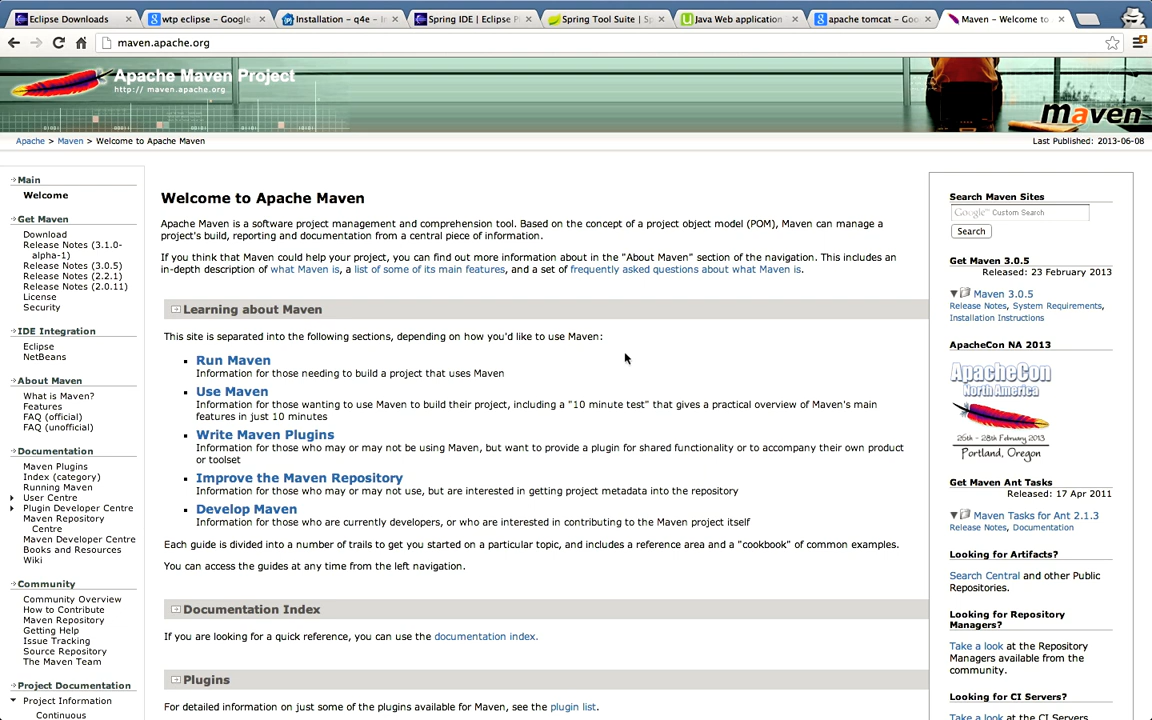 Eclipse Downloads
wtp eclipse - Google
Installation - q4e - In
Spring IDE | Eclipse P
Spring Tool Suite | Sp
Java Web application
apache tomcat - Goo
Maven - Welcome to
maven.apache.org
Apache Maven Project
http:// maven.apache.org
maven
Apache > Maven > Welcome to Apache Maven
Last Published: 2013-06-08
Main
Welcome
Get Maven
Download
Release Notes (3.1.0-
alpha-1)
Release Notes (3.0.5)
Release Notes (2.2.1)
Release Notes (2.0.11)
License
Security
IDE Integration
Eclipse
NetBeans
About Maven
What is Maven?
Features
FAQ (official)
FAQ (unofficial)
Documentation
Maven Plugins
Index (category)
Running Maven
User Centre
Plugin Developer Centre
Maven Repository
Centre
Maven Developer Centre
Books and Resources
Wiki
Community
Community Overview
How to Contribute
Maven Repository
Getting Help
Issue Tracking
Source Repository
The Maven Team
Project Documentation
Project Information
Continuous
Welcome to Apache Maven
Apache Maven is a software project management and comprehension tool. Based on the concept of a project object model (POM), Maven can manage a
project's build, reporting and documentation from a central piece of information.
If you think that Maven could help your project, you can find out more information about in the "About Maven" section of the navigation. This includes an
in-depth description of what Maven is, a list of some of its main features, and a set of frequently asked questions about what Maven is.
Learning about Maven
This site is separated into the following sections, depending on how you'd like to use Maven:
Run Maven
Information for those needing to build a project that uses Maven
Use Maven
Information for those wanting to use Maven to build their project, including a "10 minute test" that gives a practical overview of Maven's main
features in just 10 minutes
Write Maven Plugins
Information for those who may or may not be using Maven, but want to provide a plugin for shared functionality or to accompany their own product
or toolset
Improve the Maven Repository
Information for those who may or may not use, but are interested in getting project metadata into the repository
Develop Maven
Information for those who are currently developers, or who are interested in contributing to the Maven project itself
Each guide is divided into a number of trails to get you started on a particular topic, and includes a reference area and a "cookbook" of common examples.
You can access the guides at any time from the left navigation.
Documentation Index
If you are looking for a quick reference, you can use the documentation index.
Plugins
For detailed information on just some of the plugins available for Maven, see the plugin list.
Search Maven Sites
Google™ Custom Search
Search
Get Maven 3.0.5
Released: 23 February 2013
Maven 3.0.5
Release Notes, System Requirements,
Installation Instructions
ApacheCon NA 2013
ApacheCon
North America
26th - 28th February 2013
Portland, Oregon
Get Maven Ant Tasks
Released: 17 Apr 2011
Maven Tasks for Ant 2.1.3
Release Notes, Documentation
Looking for Artifacts?
Search Central and other Public
Repositories.
Looking for Repository
Managers?
Take a look at the Repository
Managers available from the
community.
Looking for CI Servers?
Take a look at the CI Servers